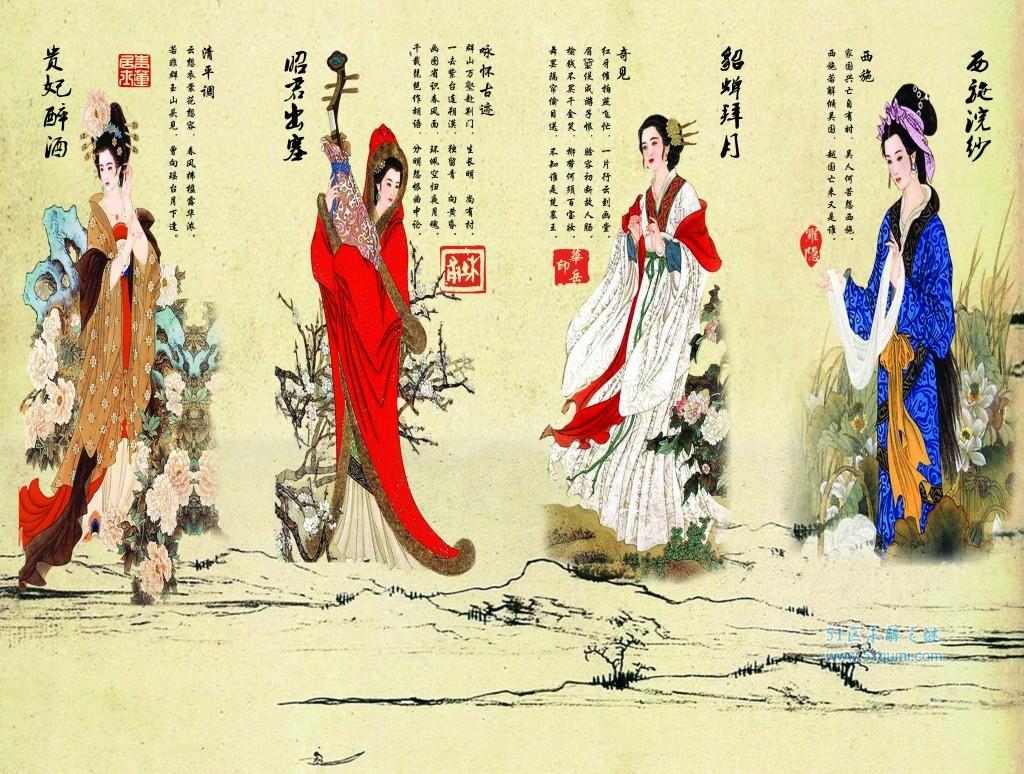 西施浣纱
西施
家国兴亡自有时，吴人何苦怨西施。
西施若解倾吴国，越国亡来又是谁。
貂蝉拜月
奇见
红牙催拍燕飞忙，一片行云到画堂
眉黛促成游子恨，脸容初断故人肠
榆钱不买千金笑，柳带何须百宝妆
舞罢隔帘偷目送，不知谁是楚襄王。
華岳印
咏怀古迹
群山万壑赴荆门，生长明 尚有村
一去紫台连朔漠，独留青 向黄昏，
画图省识春风面，环佩空归夜月魂。
千载琵琶作胡语，分明怨恨曲中论
昭君出塞
清平调
云想衣裳花想容，春风拂槛露华浓。
若非群玉山头见，曾向瑶台月下逢。
贵妃醉酒
51区未解之谜